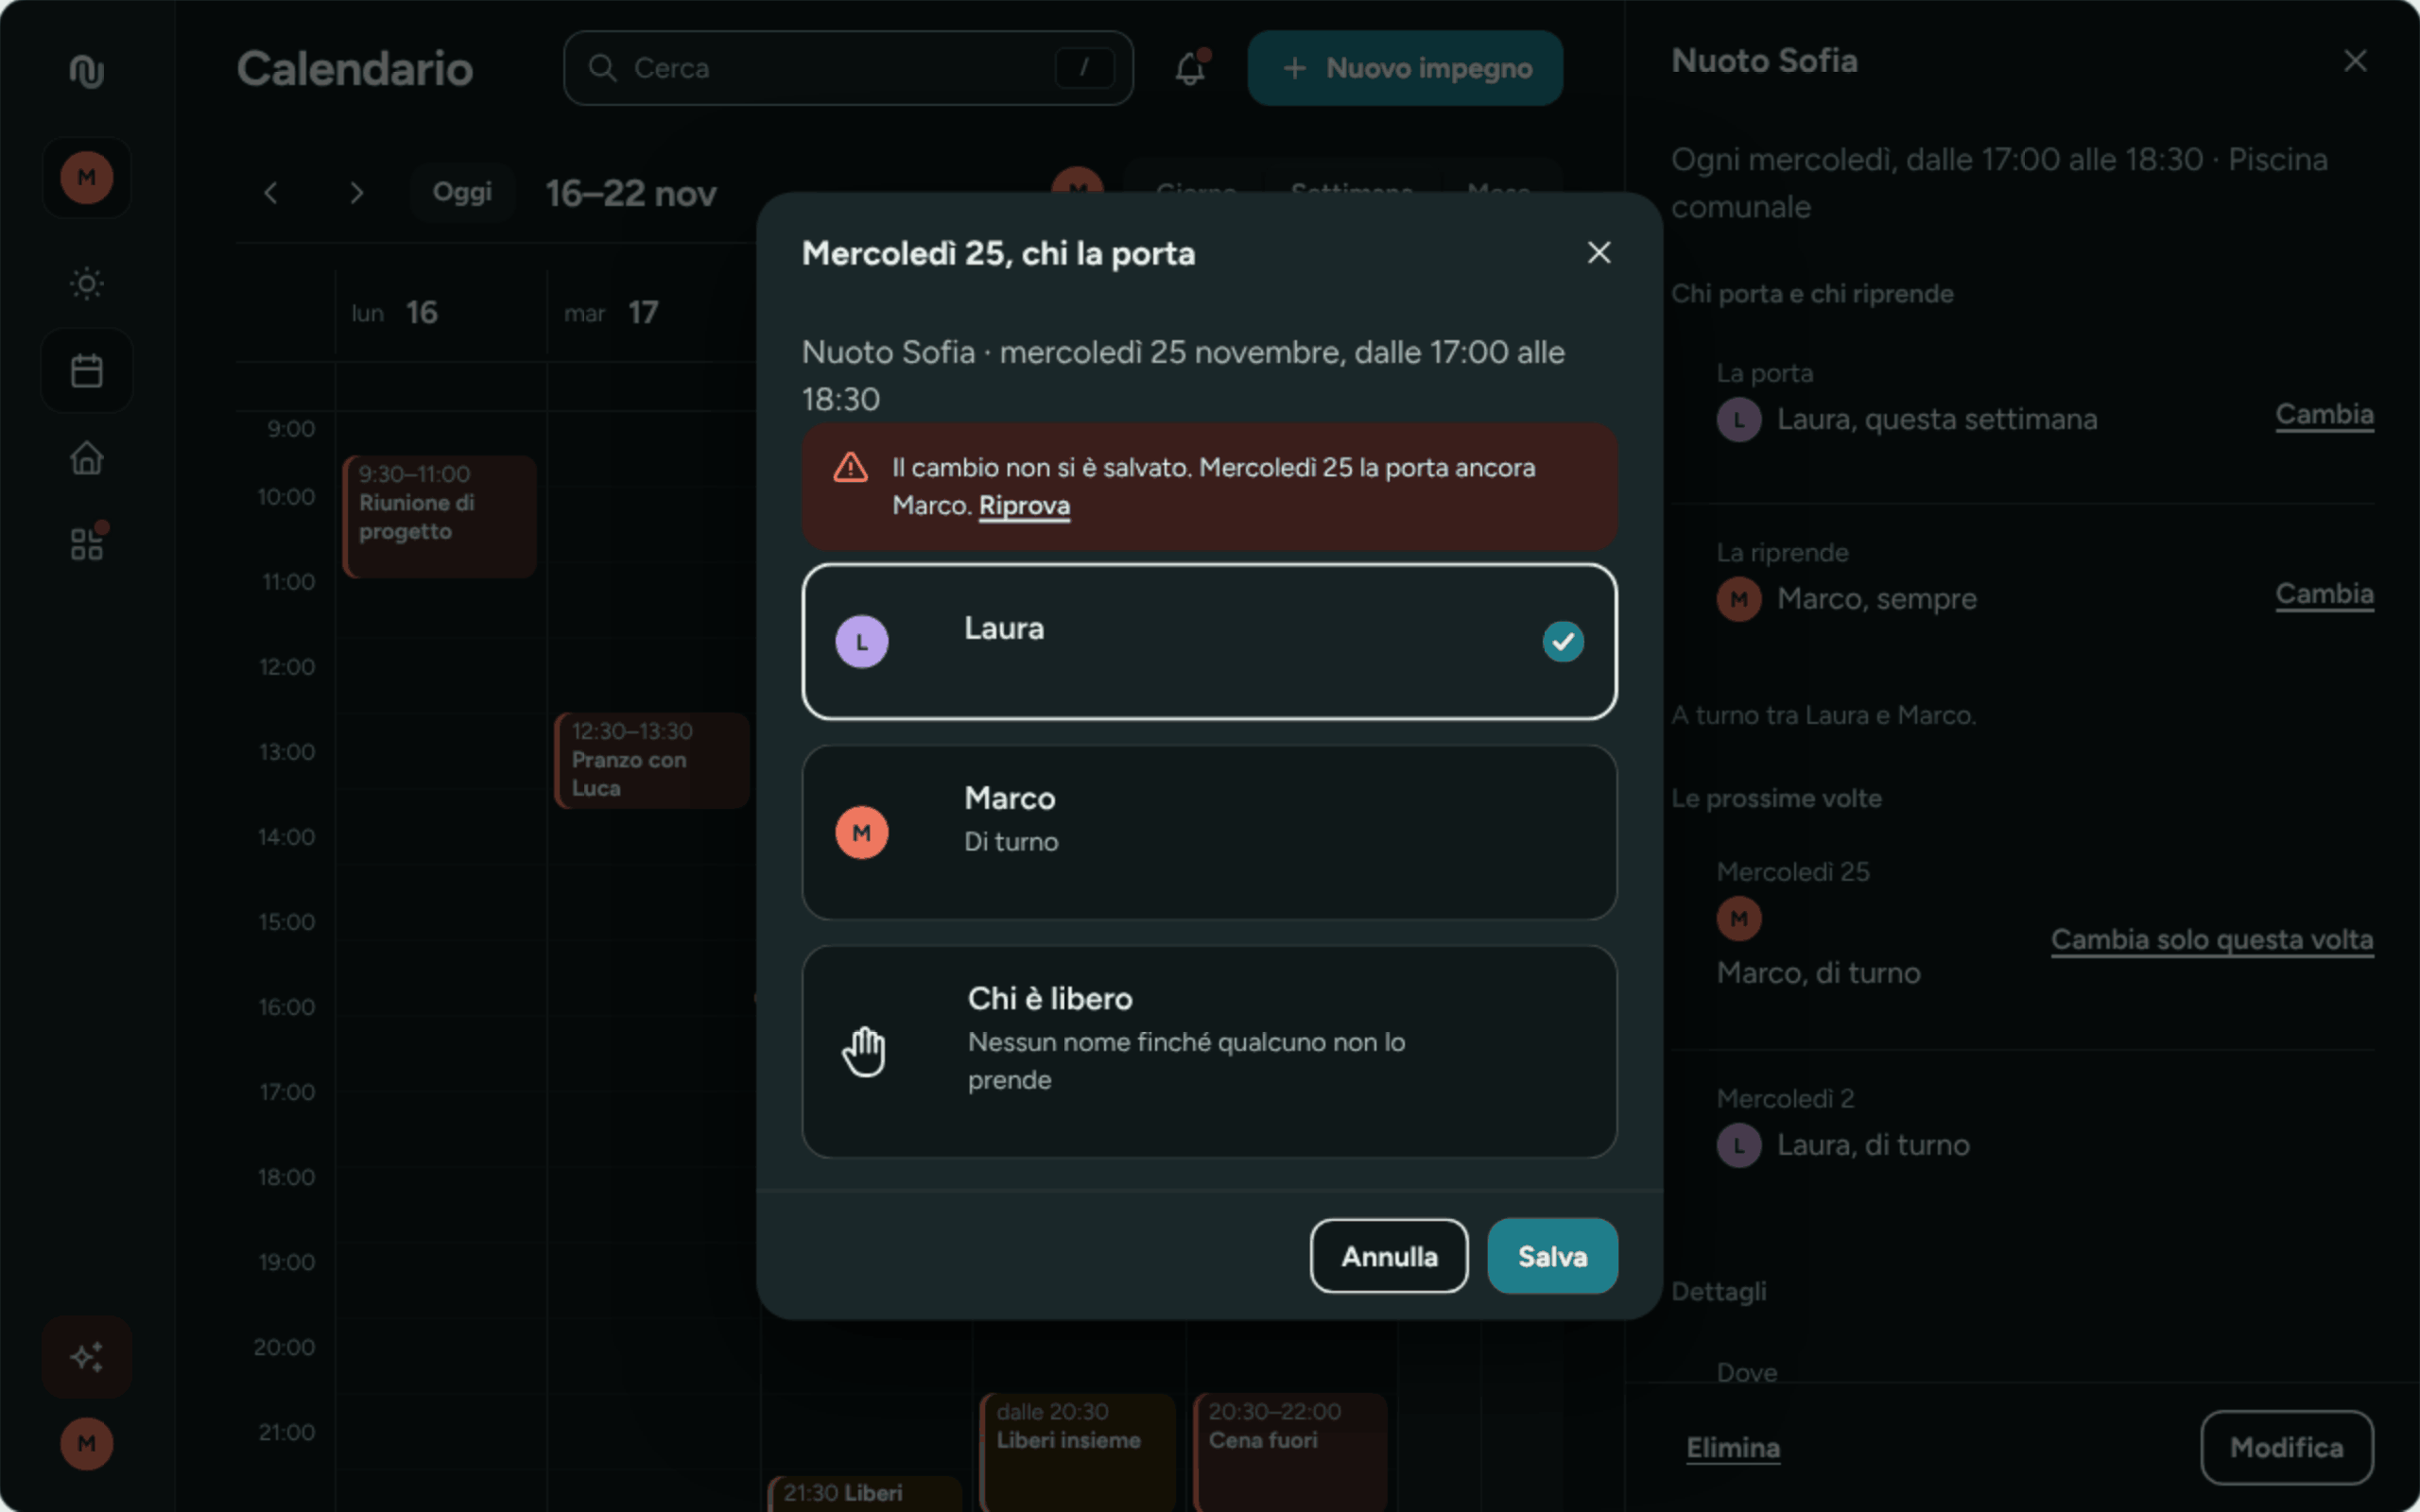 Calendario
Cerca
/
+ Nuovo impegno
Nuoto Sofia
M
Ogni mercoledì, dalle 17:00 alle 18:30 · Piscina
comunale
Oggi
16–22 nov
M
Giorno
Settimana
Mese
Mercoledì 25, chi la porta
Nuoto Sofia · mercoledì 25 novembre, dalle 17:00 alle
18:30
Il cambio non si è salvato. Mercoledì 25 la porta ancora
Marco. Riprova
L
Laura
M
Marco
Di turno
Chi è libero
Nessun nome finché qualcuno non lo
prende
Annulla
Salva
lun 16
mar 17
9:00
10:00
11:00
12:00
13:00
14:00
15:00
16:00
17:00
18:00
19:00
20:00
21:00
9:30–11:00
Riunione di
progetto
12:30–13:30
Pranzo con
Luca
21:30 Liberi
dalle 20:30
Liberi insieme
20:30–22:00
Cena fuori
M
Chi porta e chi riprende
La porta
L
Laura, questa settimana
Cambia
La riprende
M
Marco, sempre
Cambia
A turno tra Laura e Marco.
Le prossime volte
Mercoledì 25
M
Marco, di turno
Cambia solo questa volta
Mercoledì 2
L
Laura, di turno
Dettagli
Dove
Elimina
Modifica